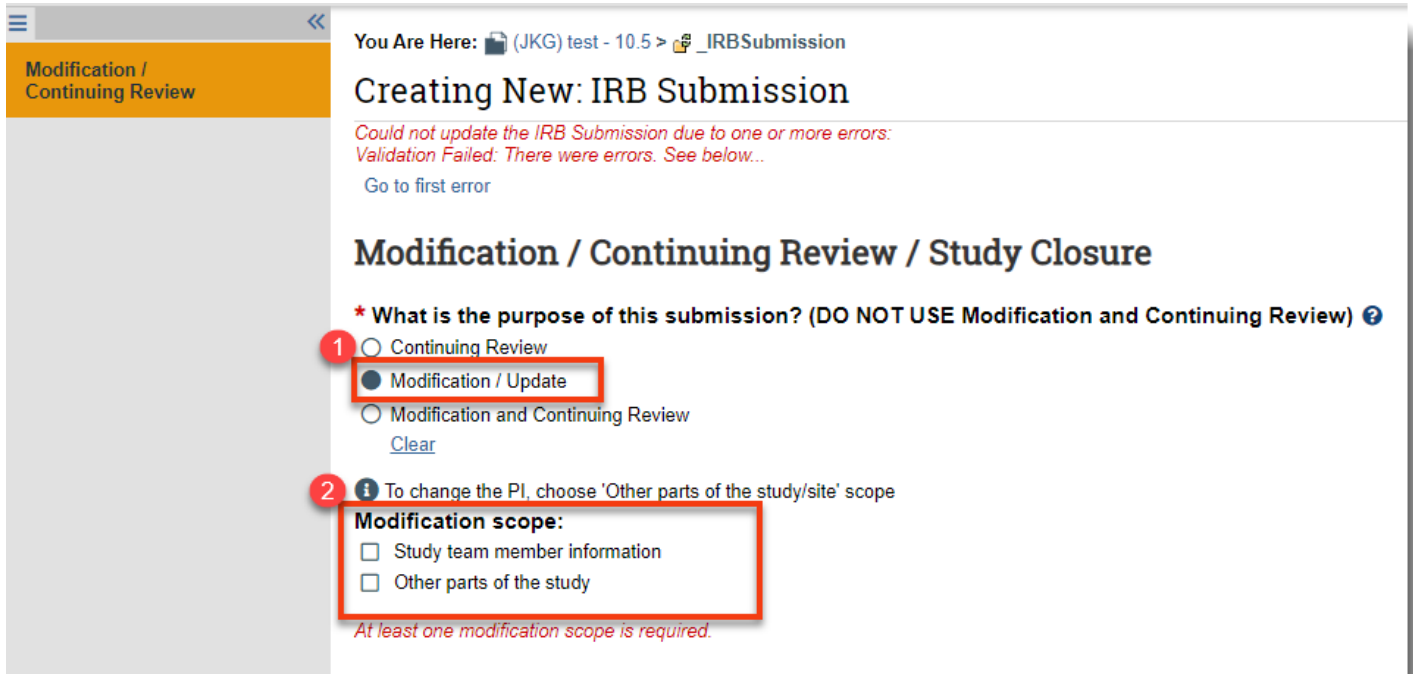 You Are Here: (JKG) test - 10.5 > _IRBSubmission
Modification /
Continuing Review
Creating New: IRB Submission
Could not update the IRB Submission due to one or more errors:
Validation Failed: There were errors. See below...
Go to first error
Modification / Continuing Review / Study Closure
* What is the purpose of this submission? (DO NOT USE Modification and Continuing Review) ?
1 Continuing Review
Modification / Update
Modification and Continuing Review
Clear
2 i To change the PI, choose 'Other parts of the study/site' scope
Modification scope:
Study team member information
Other parts of the study
At least one modification scope is required.